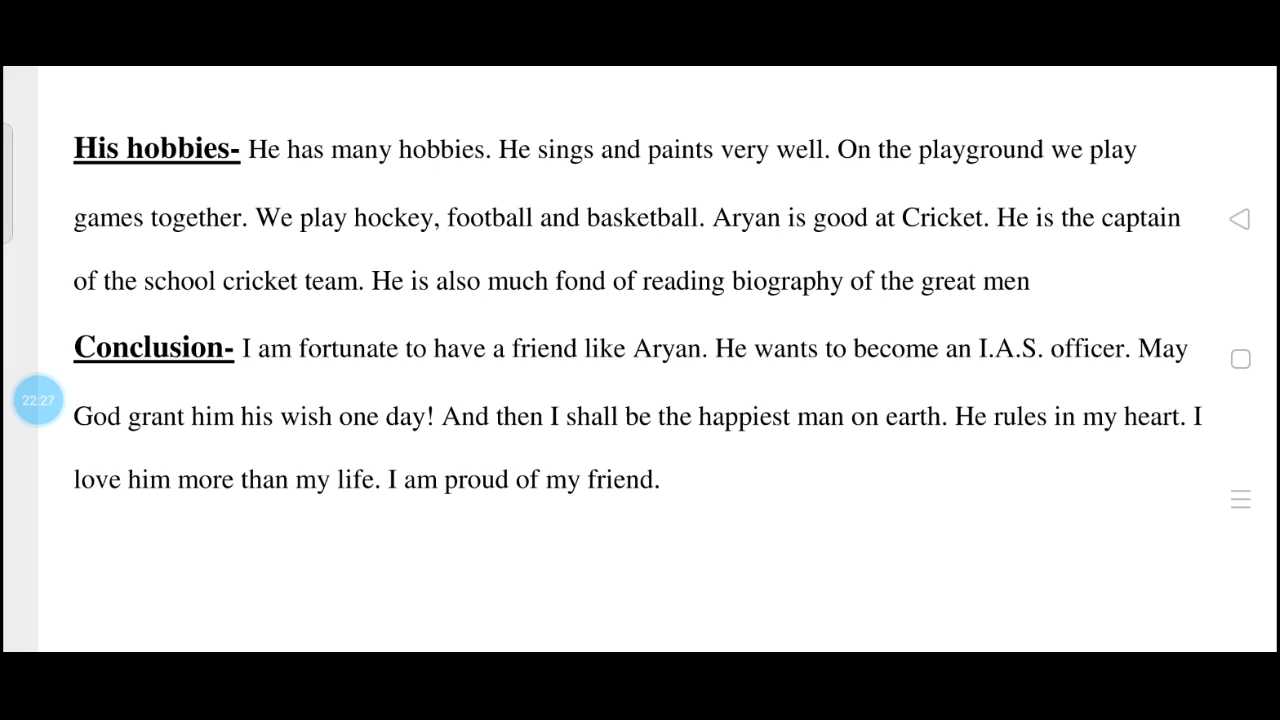 His hobbies- He has many hobbies. He sings and paints very well. On the playground we play
games together. We play hockey, football and basketball. Aryan is good at Cricket. He is the captain
of the school cricket team. He is also much fond of reading biography of the great men
Conclusion- I am fortunate to have a friend like Aryan. He wants to become an I.A.S. officer. May
22:27
God grant him his wish one day! And then I shall be the happiest man on earth. He rules in my heart. I
love him more than my life. I am proud of my friend.